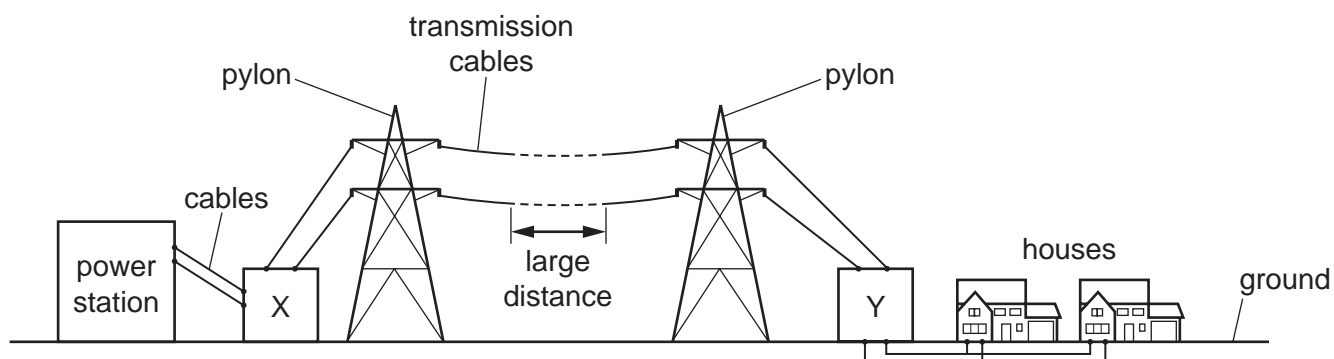 transmission
cables
pylon
pylon
cables
power
station
X
large
distance
Y
houses
ground